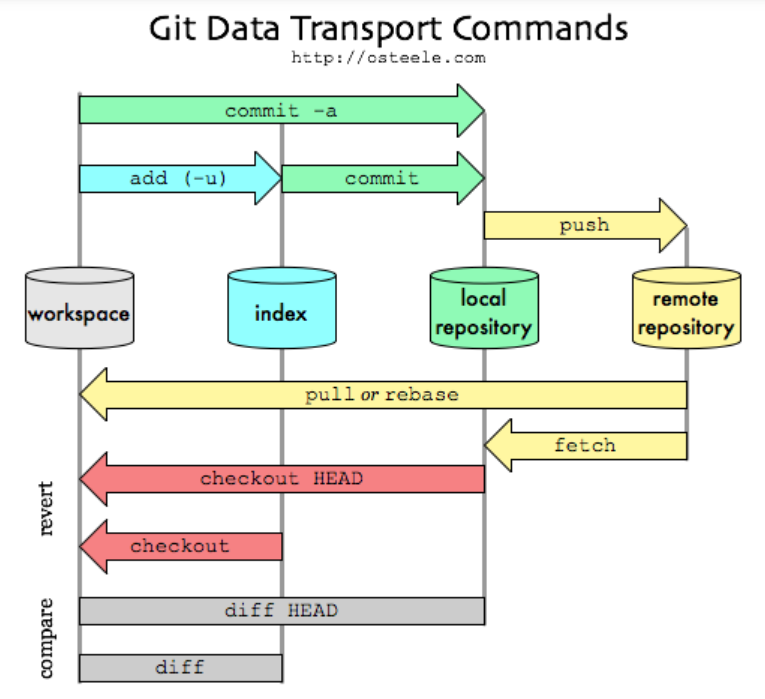 Git Data Transport Commands
http://osteele.com
commit -a
add (-u)
commit
push
workspace
index
local
repository
remote
repository
pull or rebase
fetch
revert
checkout HEAD
checkout
compare
diff HEAD
diff